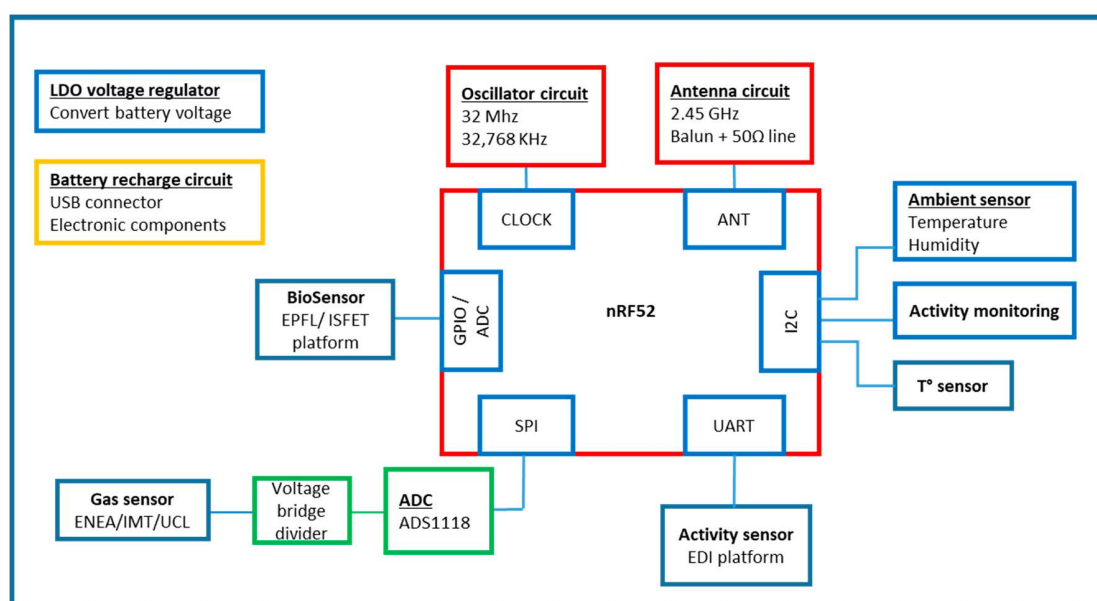 LDO voltage regulator
Convert battery voltage
Battery recharge circuit
USB connector
Electronic components
Oscillator circuit
32 Mhz
32,768 KHz
Antenna circuit
2.45 GHz
Balun + 50Ω line
CLOCK
ANT
Ambient sensor
Temperature
Humidity
BioSensor
EPFL/ ISFET
platform
GPIO /
ADC
nRF52
I2C
Activity monitoring
T° sensor
SPI
UART
Gas sensor
ENEA/IMT/UCL
Voltage
bridge
divider
ADC
ADS1118
Activity sensor
EDI platform